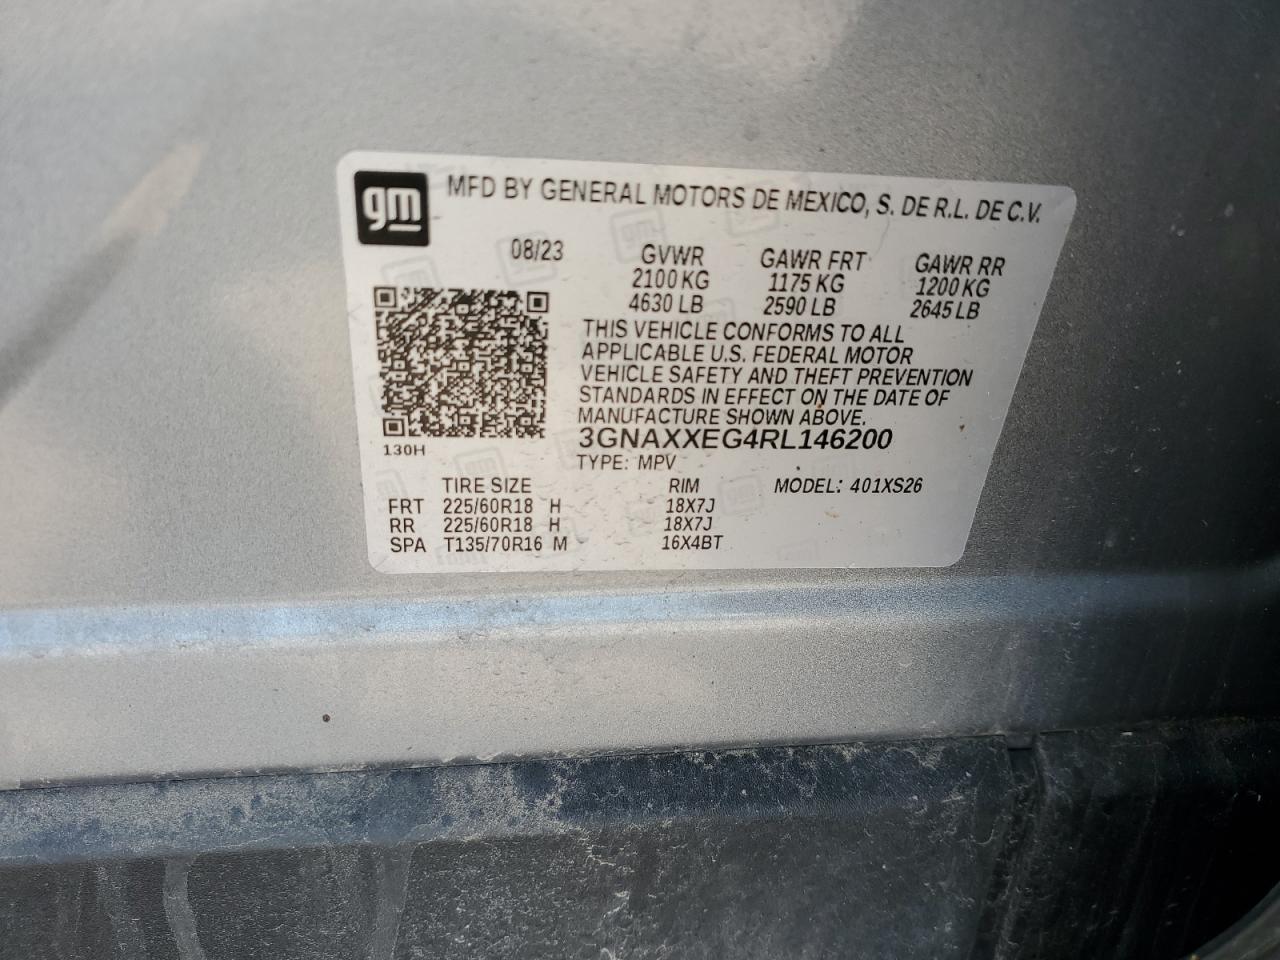 gm
MFD BY GENERAL MOTORS DE MEXICO, S. DE R.L. DE C.V.
08/23 GVWR GAWR FRT GAWR RR
2100 KG 1175 KG 1200 KG
4630 LB 2590 LB 2645 LB
THIS VEHICLE CONFORMS TO ALL
APPLICABLE U.S. FEDERAL MOTOR
VEHICLE SAFETY AND THEFT PREVENTION
STANDARDS IN EFFECT ON THE DATE OF
MANUFACTURE SHOWN ABOVE.
130H 3GNAXXEG4RL146200
TYPE: MPV
TIRE SIZE RIM MODEL: 401XS26
FRT 225/60R18 H 18X7J
RR 225/60R18 H 18X7J
SPA T135/70R16 M 16X4BT